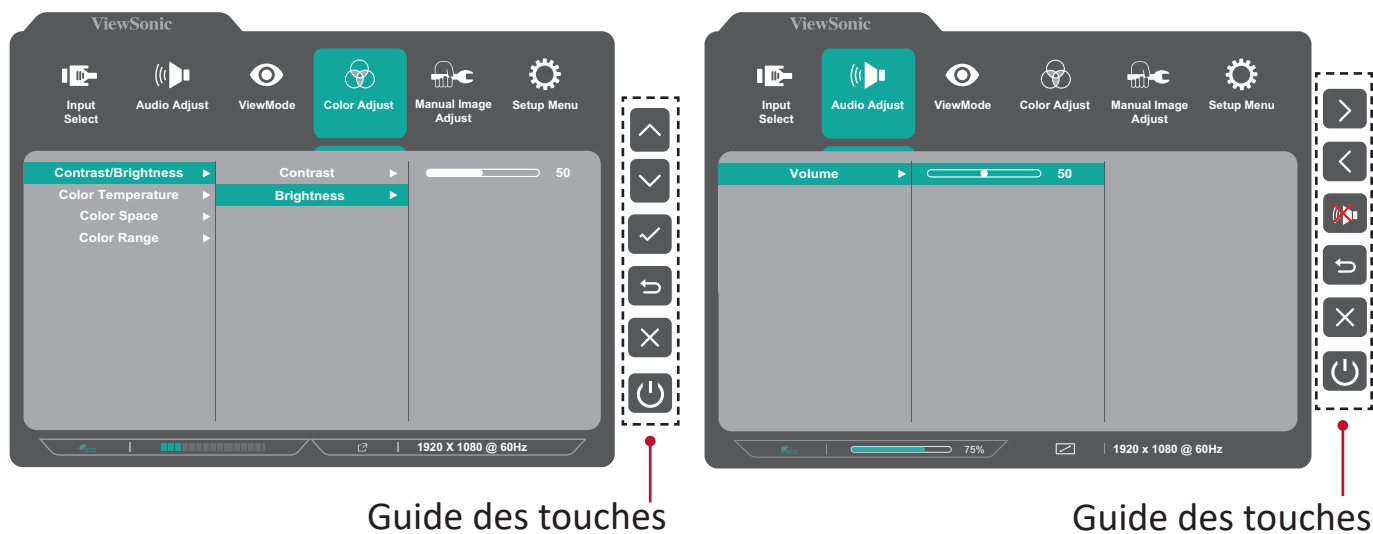 ViewSonic
Input
Select
Audio Adjust
ViewMode
Color Adjust
Manual Image
Adjust
Setup Menu
Contrast/Brightness
Color Temperature
Color Space
Color Range
Contrast
Brightness
50
eco
1920 X 1080 @ 60Hz
Guide des touches
ViewSonic
Input
Select
Audio Adjust
ViewMode
Color Adjust
Manual Image
Adjust
Setup Menu
Volume
50
eco
75%
1920 x 1080 @ 60Hz
Guide des touches